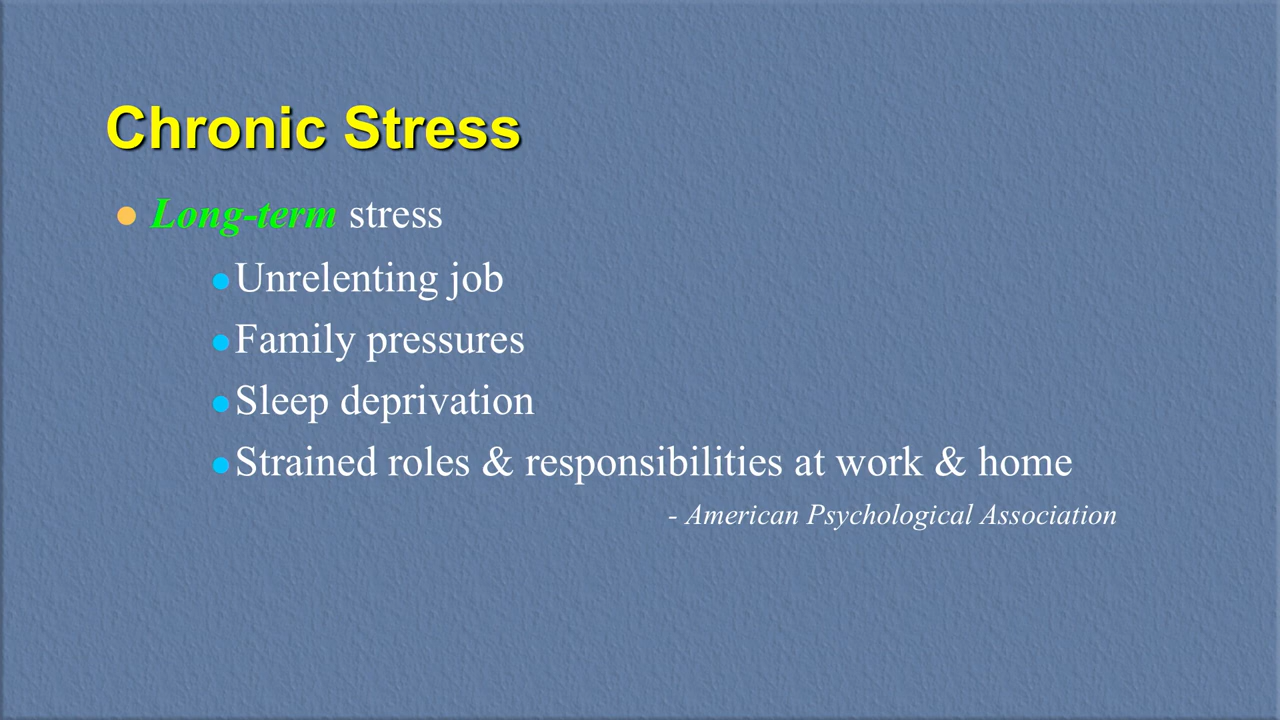 Chronic Stress
Long-term stress
Unrelenting job
Family pressures
Sleep deprivation
Strained roles & responsibilities at work & home
- American Psychological Association